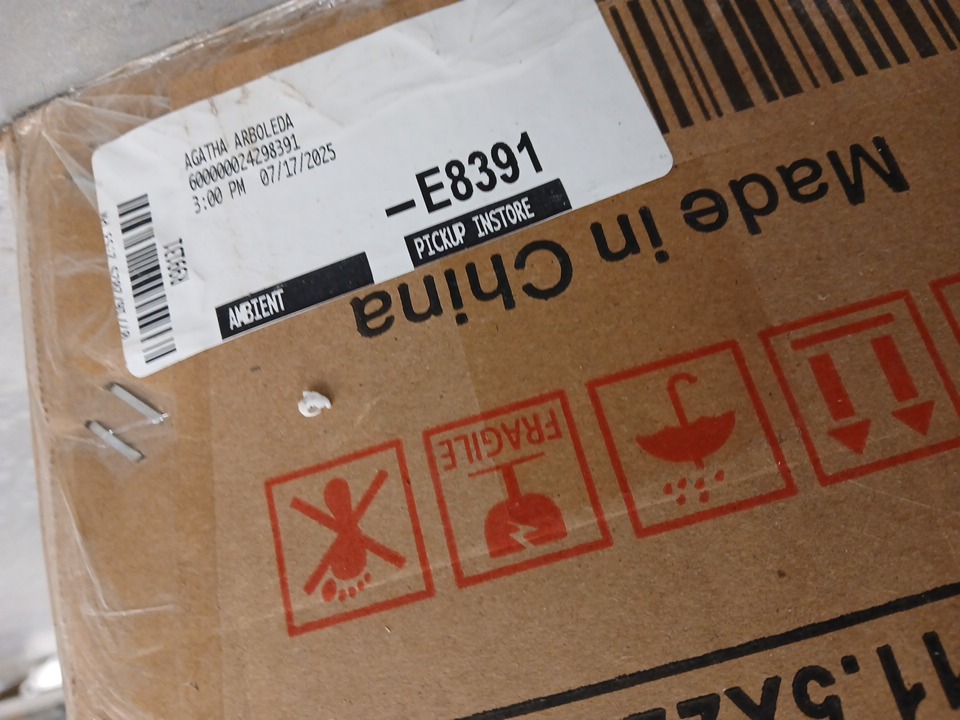 AGATHA ARBOLEDA
600000024298391
3:00 PM 07/17/2025
-E8391
PICKUP INSTORE
AMBIENT
Made in China
FRAGILE